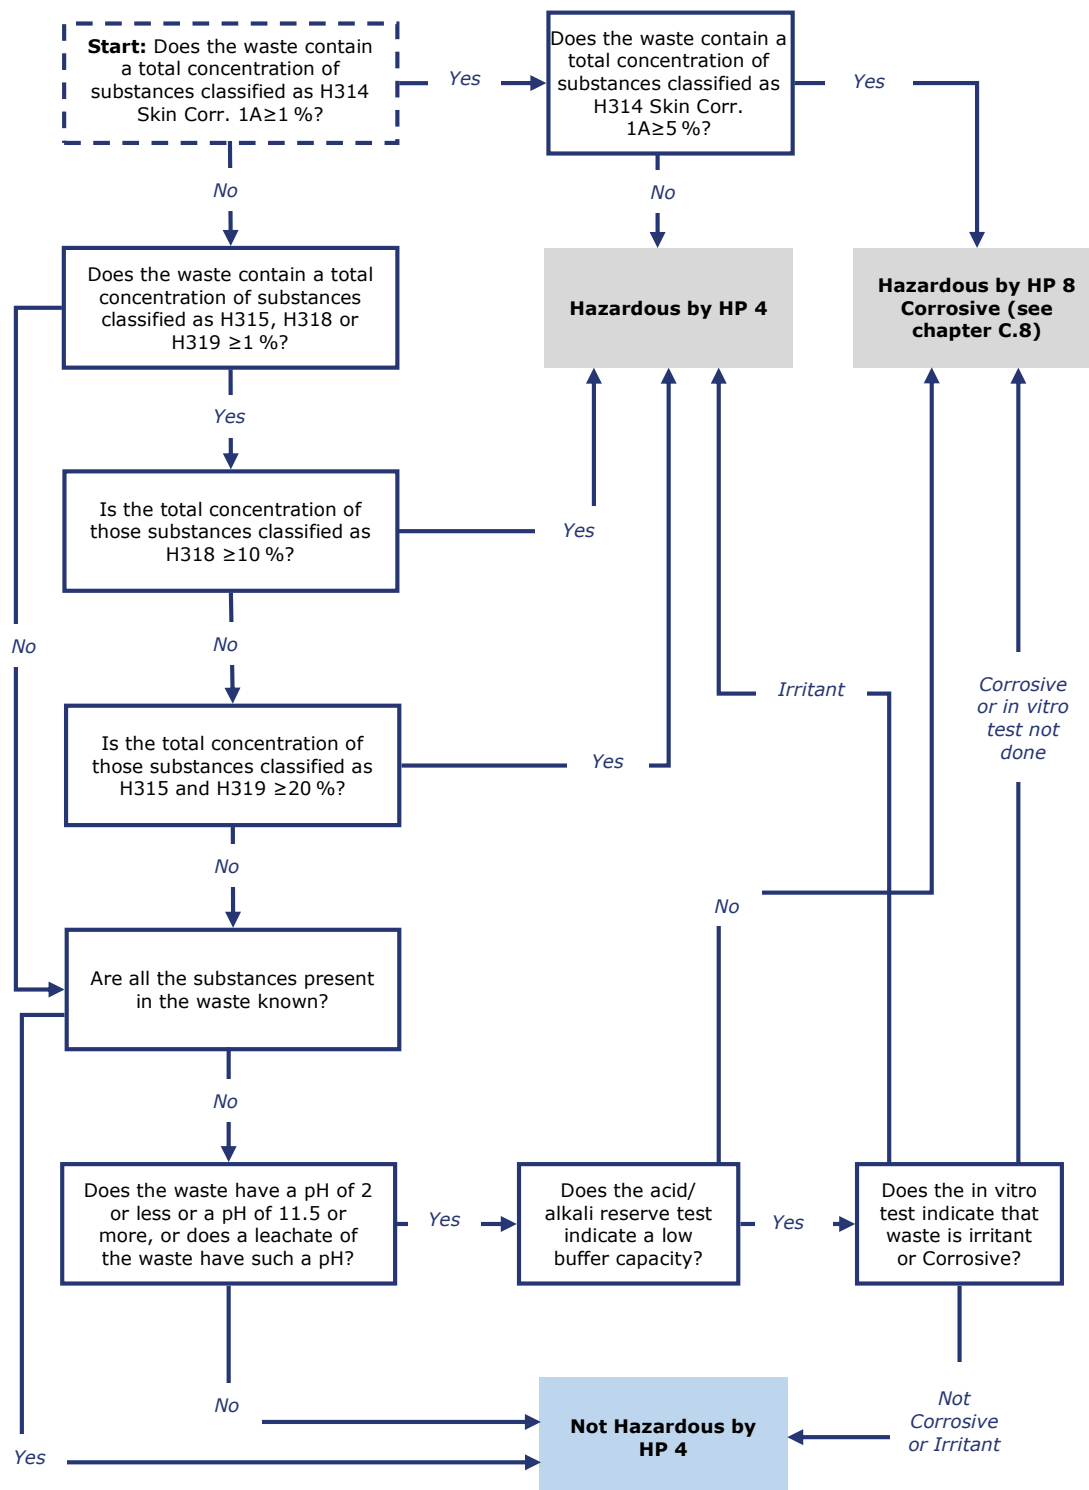 Start: Does the waste contain
a total concentration of
substances classified as H314
Skin Corr. 1A≥1 %?
Yes
Does the waste contain a
total concentration of
substances classified as
H314 Skin Corr.
1A≥5 %?
Yes
No
No
Does the waste contain a total
concentration of substances
classified as H315, H318 or
H319 ≥1 %?
Hazardous by HP 4
Hazardous by HP 8
Corrosive (see
chapter C.8)
Yes
Is the total concentration of
those substances classified as
H318 ≥10 %?
Yes
No
No
Is the total concentration of
those substances classified as
H315 and H319 ≥20 %?
Yes
Irritant
Corrosive
or in vitro
test not
done
No
No
Are all the substances present
in the waste known?
No
Does the waste have a pH of 2
or less or a pH of 11.5 or
more, or does a leachate of
the waste have such a pH?
Yes
Does the acid/
alkali reserve test
indicate a low
buffer capacity?
Yes
Does the in vitro
test indicate that
waste is irritant
or Corrosive?
No
Not
Corrosive
or Irritant
Not Hazardous by
HP 4
Yes